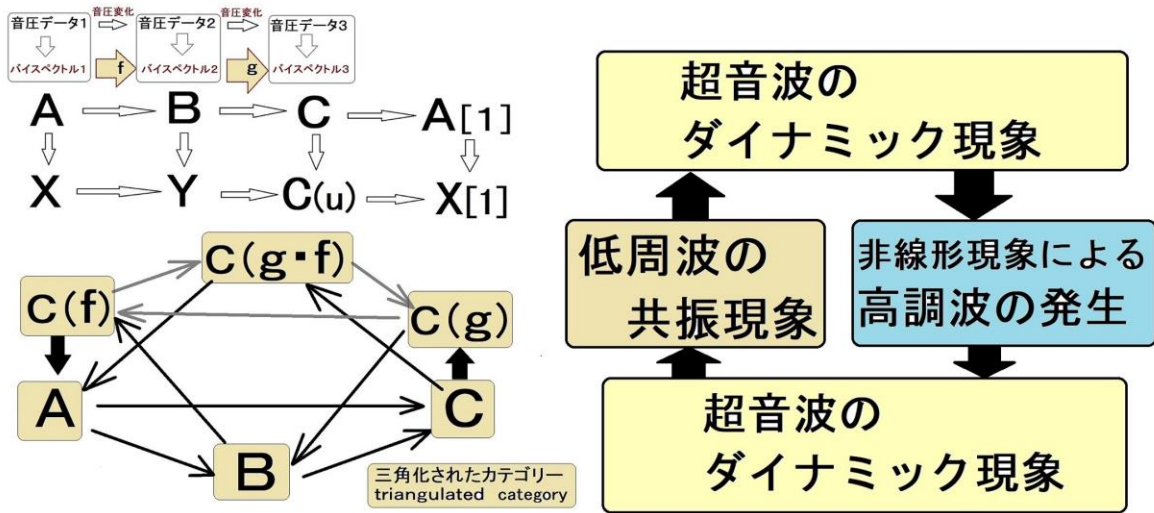 音圧データ1 音圧変化 音圧データ2 音圧変化 音圧データ3
バイスペクトル1 f バイスペクトル2 g バイスペクトル3
A B C A[1]
X Y C(u) X[1]
C(g・f)
C(f)
C(g)
A
C
B
三角化されたカテゴリー
triangulated category
超音波の
ダイナミック現象
低周波の
共振現象
非線形現象による
高調波の発生
超音波の
ダイナミック現象